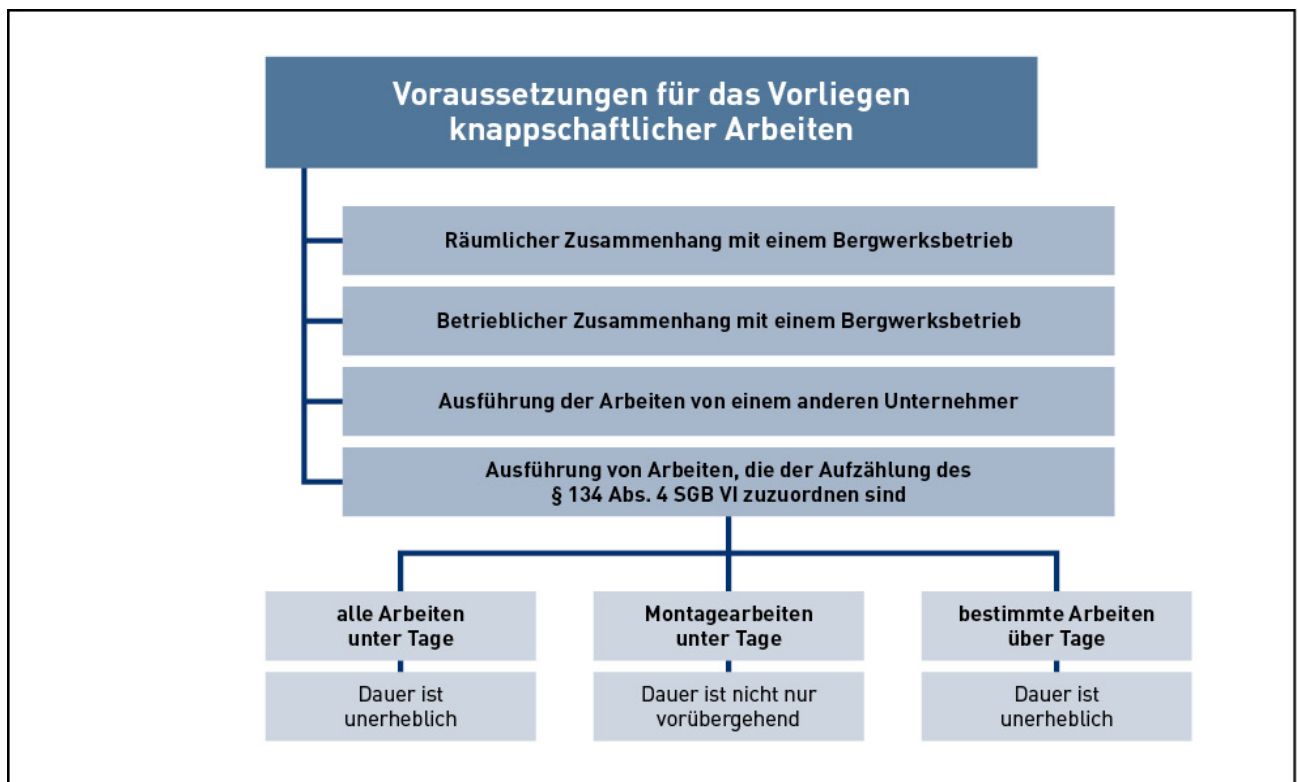 Voraussetzungen für das Vorliegen
knappschaftlicher Arbeiten
Räumlicher Zusammenhang mit einem Bergwerksbetrieb
Betrieblicher Zusammenhang mit einem Bergwerksbetrieb
Ausführung der Arbeiten von einem anderen Unternehmer
Ausführung von Arbeiten, die der Aufzählung des
§ 134 Abs. 4 SGB VI zuzuordnen sind
alle Arbeiten
unter Tage
Dauer ist
unerheblich
Montagearbeiten
unter Tage
Dauer ist nicht nur
vorübergehend
bestimmte Arbeiten
über Tage
Dauer ist
unerheblich